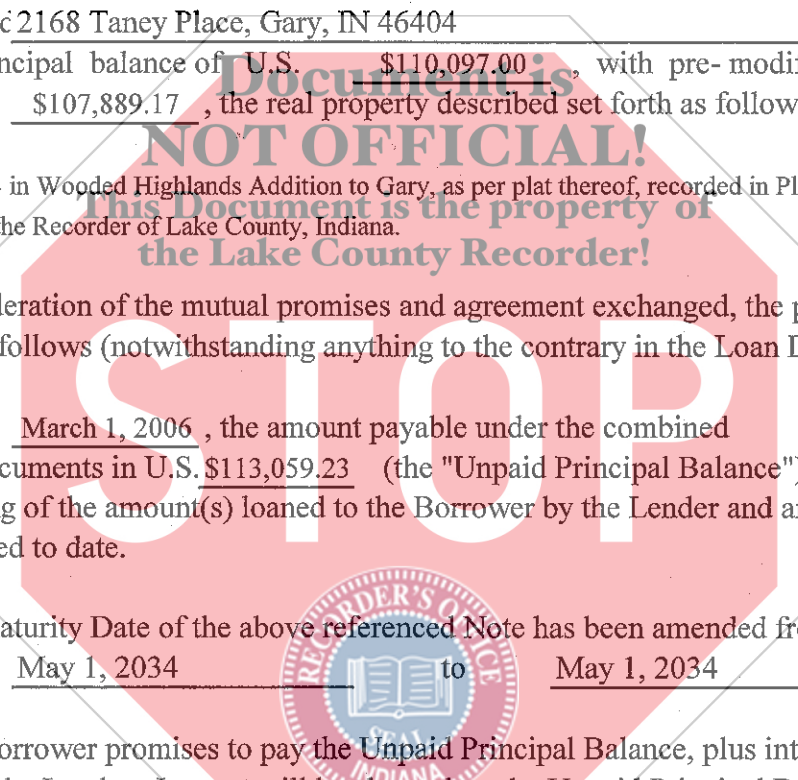 2168 Taney Place, Gary, IN 46404
ncipal balance of U.S. $110,097.00 , with pre- modifi
$107,889.17 , the real property described set forth as follow
Document is
NOT OFFICIAL!
in Wooded Highlands Addition to Gary, as per plat thereof, recorded in Pl
This Document is the property of
he Recorder of Lake County, Indiana.
the Lake County Recorder!
leration of the mutual promises and agreement exchanged, the p
follows (notwithstanding anything to the contrary in the Loan D
STOP
March 1, 2006 , the amount payable under the combined
cuments in U.S. $113,059.23 (the "Unpaid Principal Balance")
g of the amount(s) loaned to the Borrower by the Lender and a
ed to date.
aturity Date of the above referenced Note has been amended fr
May 1, 2034 to May 1, 2034
RECORDER'S OFFICE
SEAL
INDIANA
orrower promises to pay the Unpaid Principal Balance, plus int